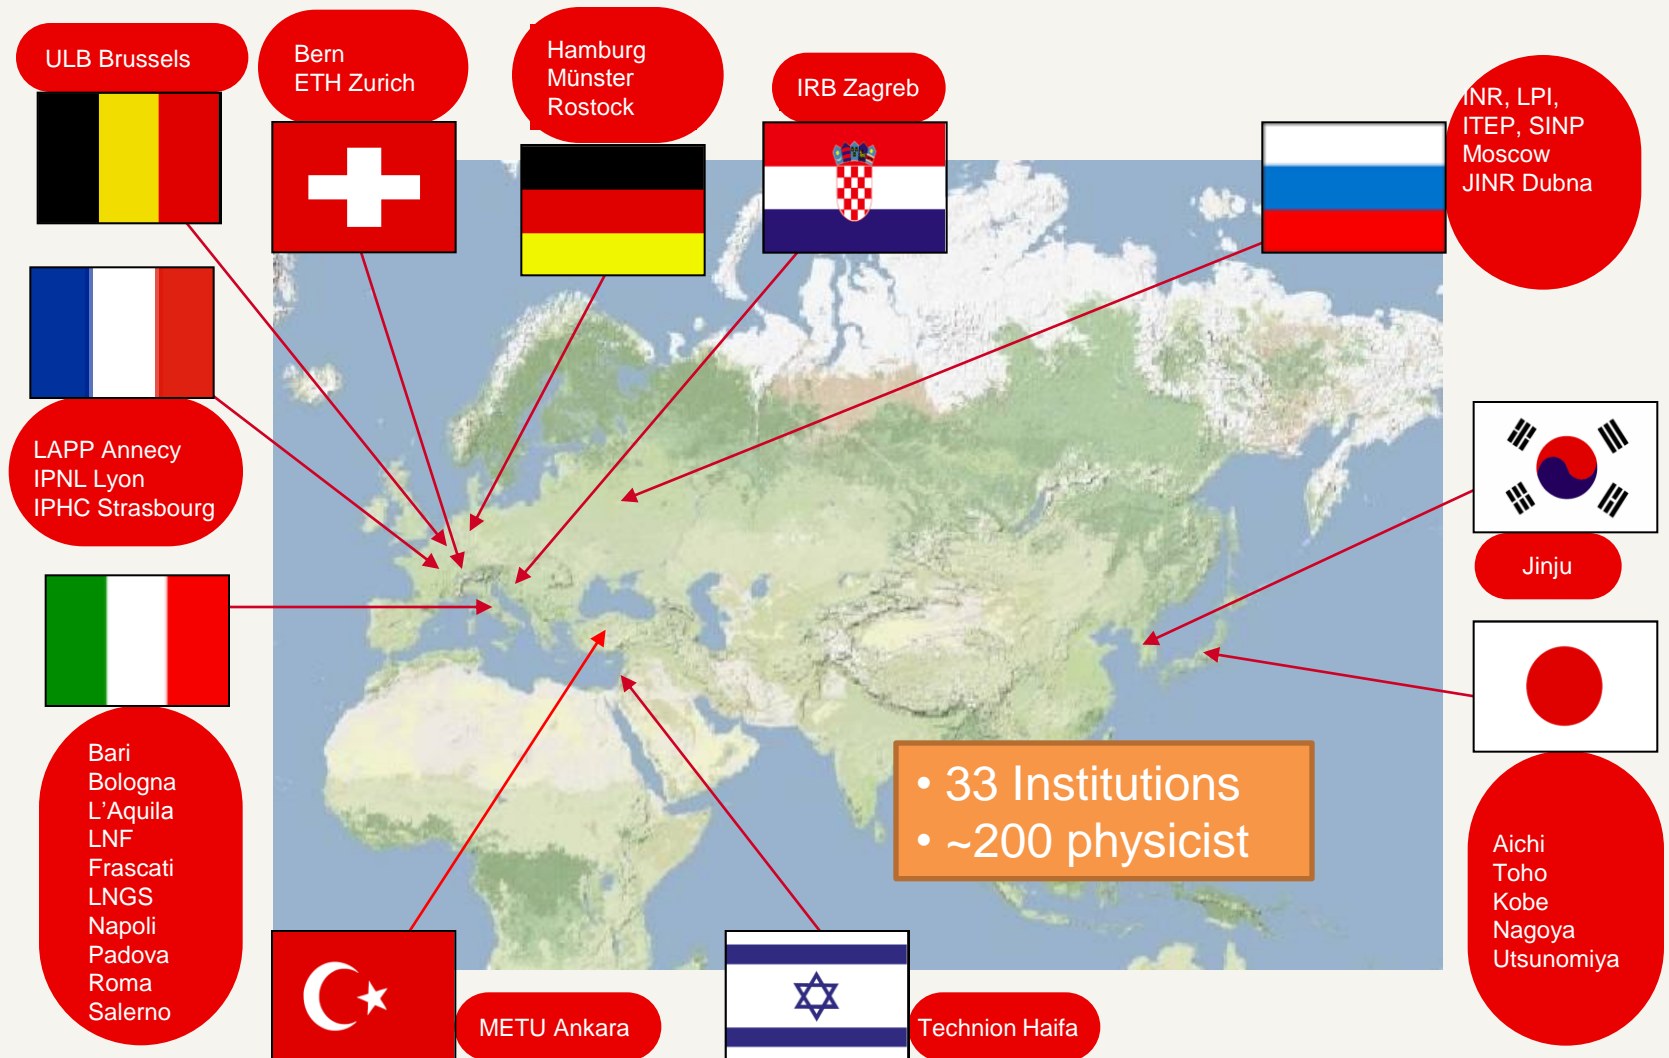 ULB Brussels
Bern
ETH Zurich
Hamburg
Münster
Rostock
IRB Zagreb
INR, LPI,
ITEP, SINP
Moscow
JINR Dubna
LAPP Annecy
IPNL Lyon
IPHC Strasbourg
Jinju
Bari
Bologna
L’Aquila
LNF
Frascati
LNGS
Napoli
Padova
Roma
Salerno
• 33 Institutions
• ~200 physicist
Aichi
Toho
Kobe
Nagoya
Utsunomiya
METU Ankara
Technion Haifa